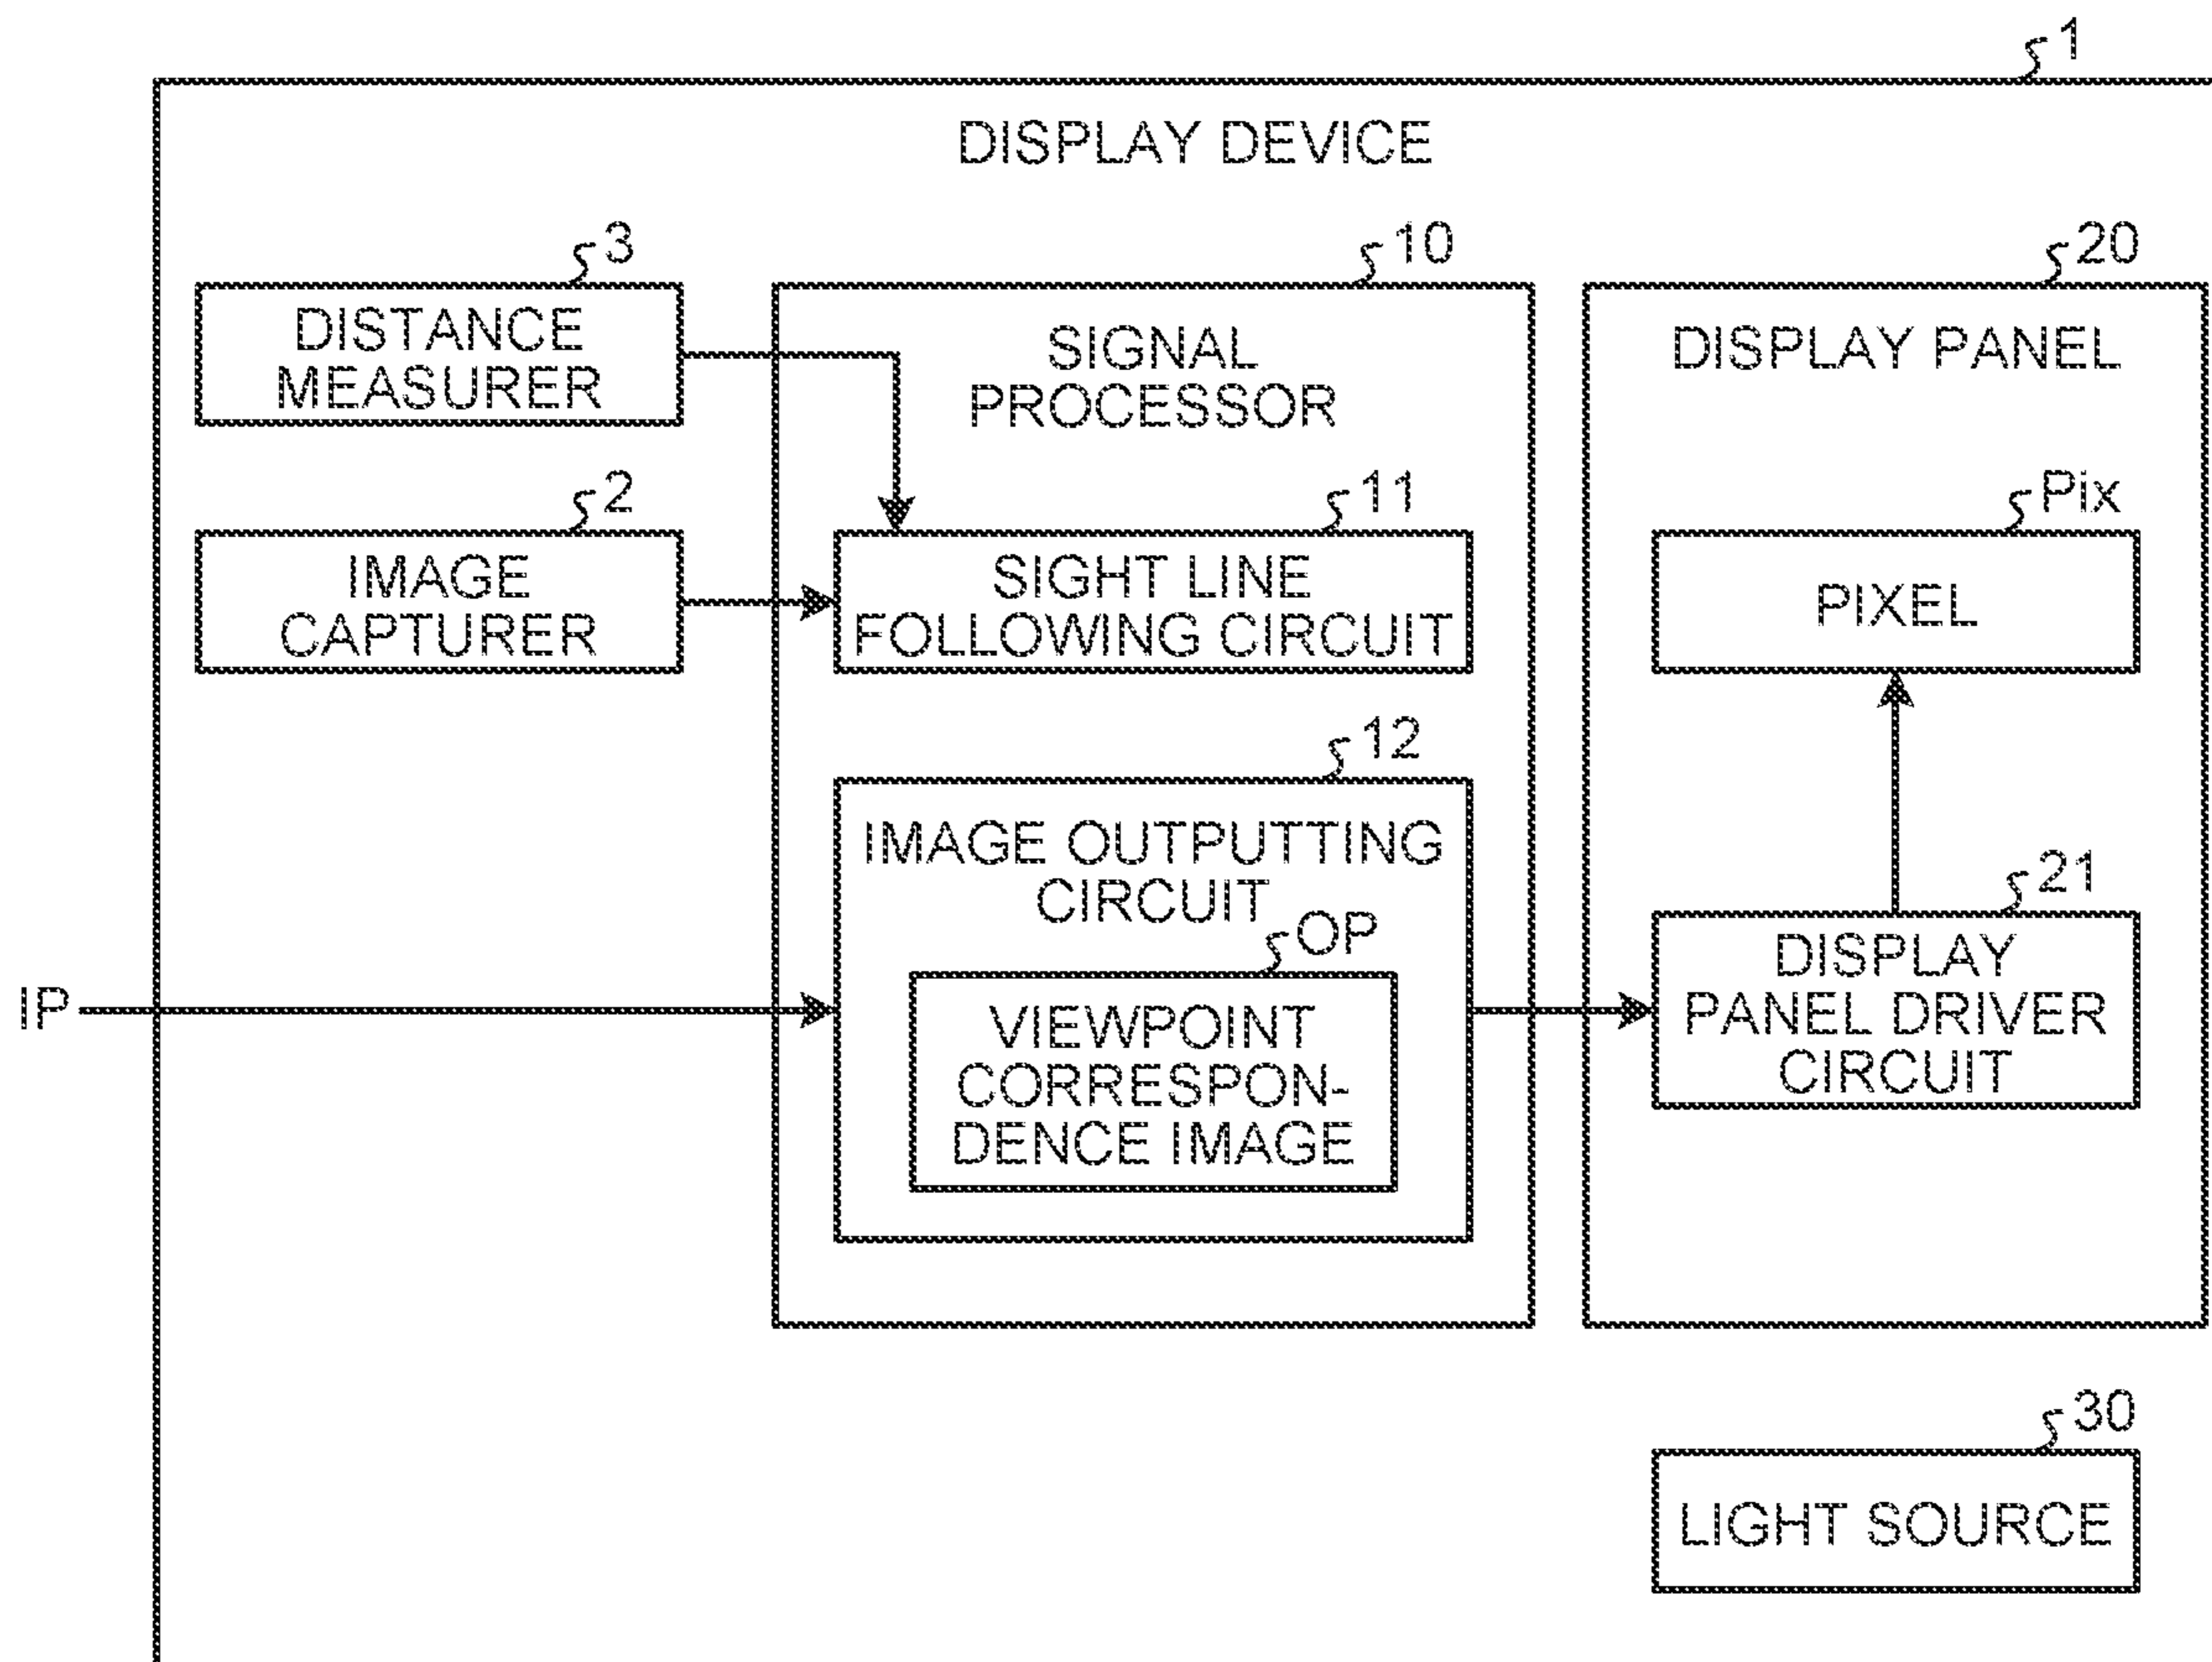 1
DISPLAY DEVICE
3
DISTANCE
MEASURER
2
IMAGE
CAPTURER
10
SIGNAL
PROCESSOR
11
SIGHT LINE
FOLLOWING CIRCUIT
12
IMAGE OUTPUTTING
CIRCUIT
OP
VIEWPOINT
CORRESPON-
DENCE IMAGE
IP
20
DISPLAY PANEL
Pix
PIXEL
21
DISPLAY
PANEL DRIVER
CIRCUIT
30
LIGHT SOURCE